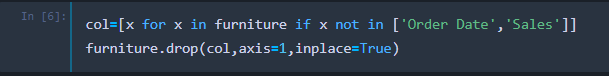 In [6]:
col=[x for x in furniture if x not in ['Order Date','Sales']]
furniture.drop(col,axis=1,inplace=True)